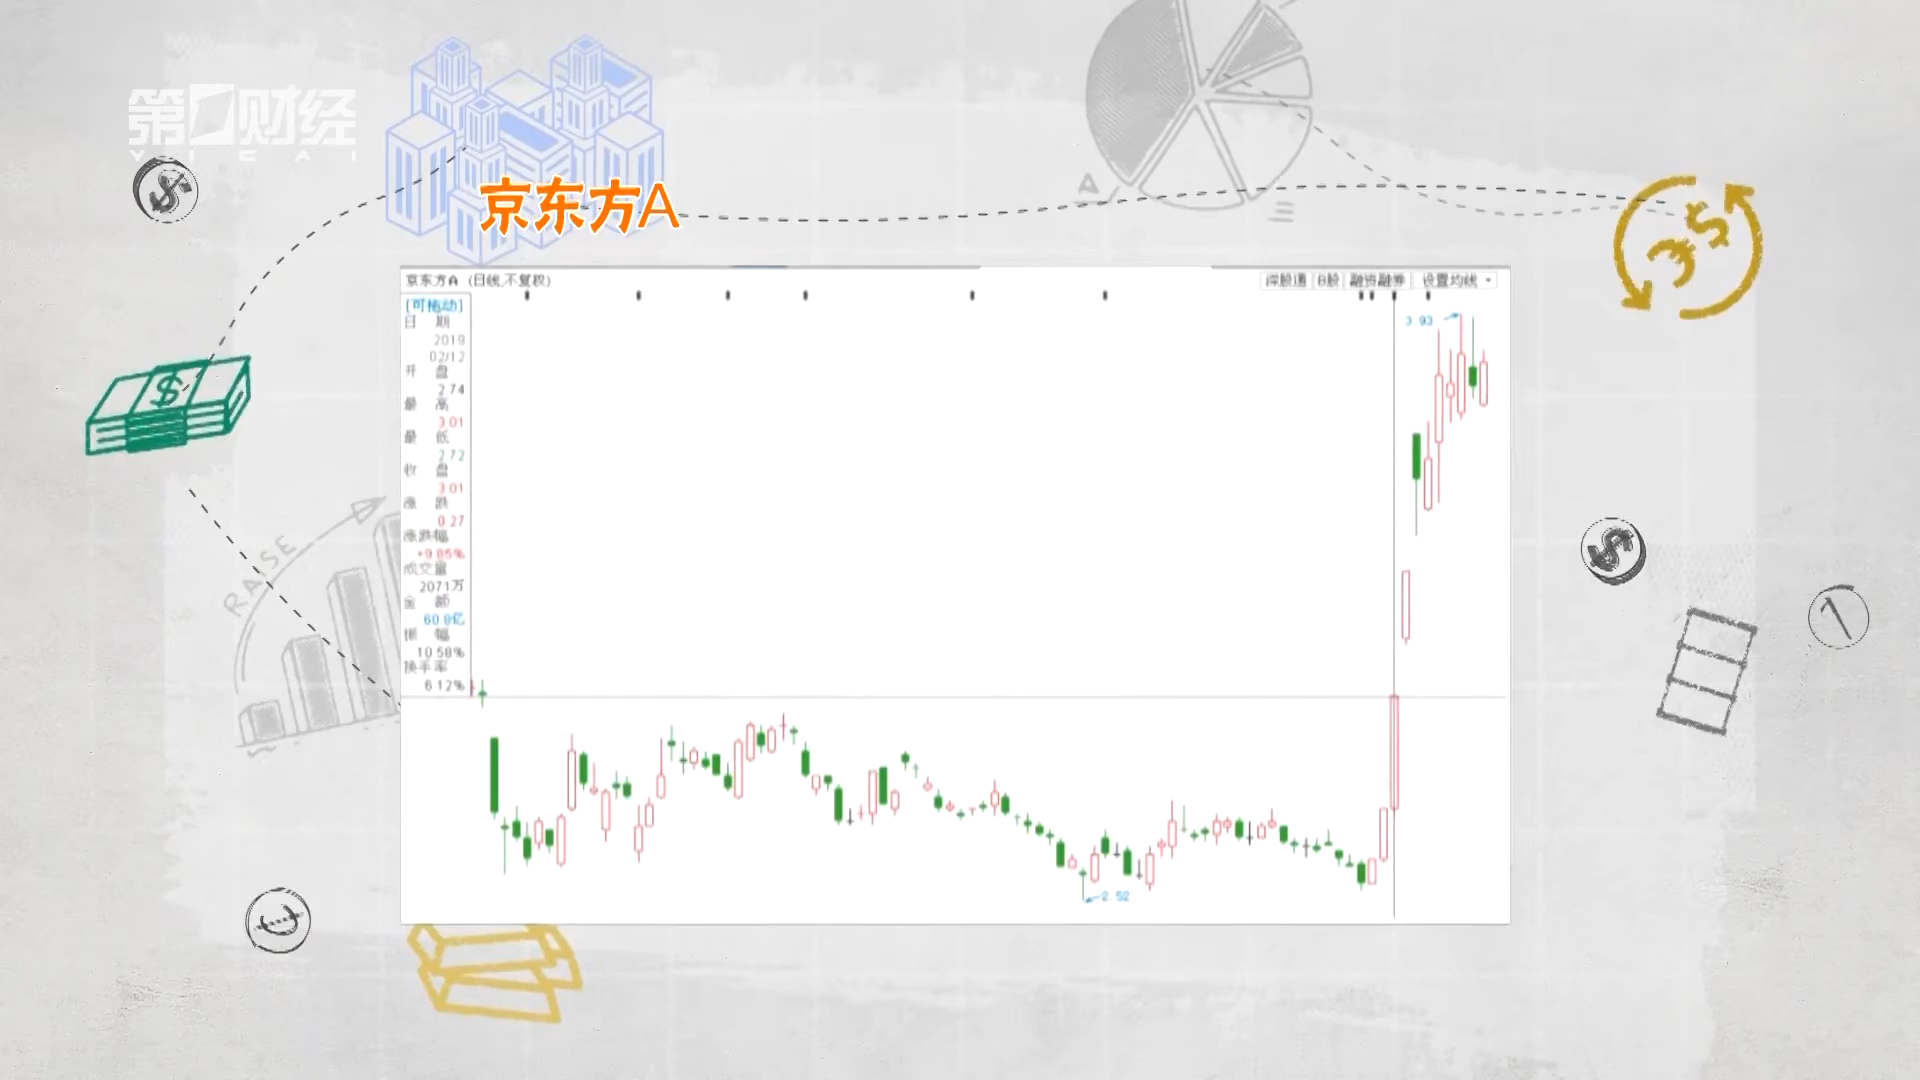 第一财经
YICAI
京东方A
京东方A (日线,不复权)
深股通 B股 融资融券 设置均线
[可拖动]
日 期
2019
02/12
开 盘
2.74
最 高
3.01
最 低
2.72
收 盘
3.01
涨 跌
0.27
涨跌幅
+9.85%
成交量
2071万
金 额
60.8亿
振 幅
10.58%
换手率
6.12%
3.93
2.52
RAISE
$
$
$
35
A